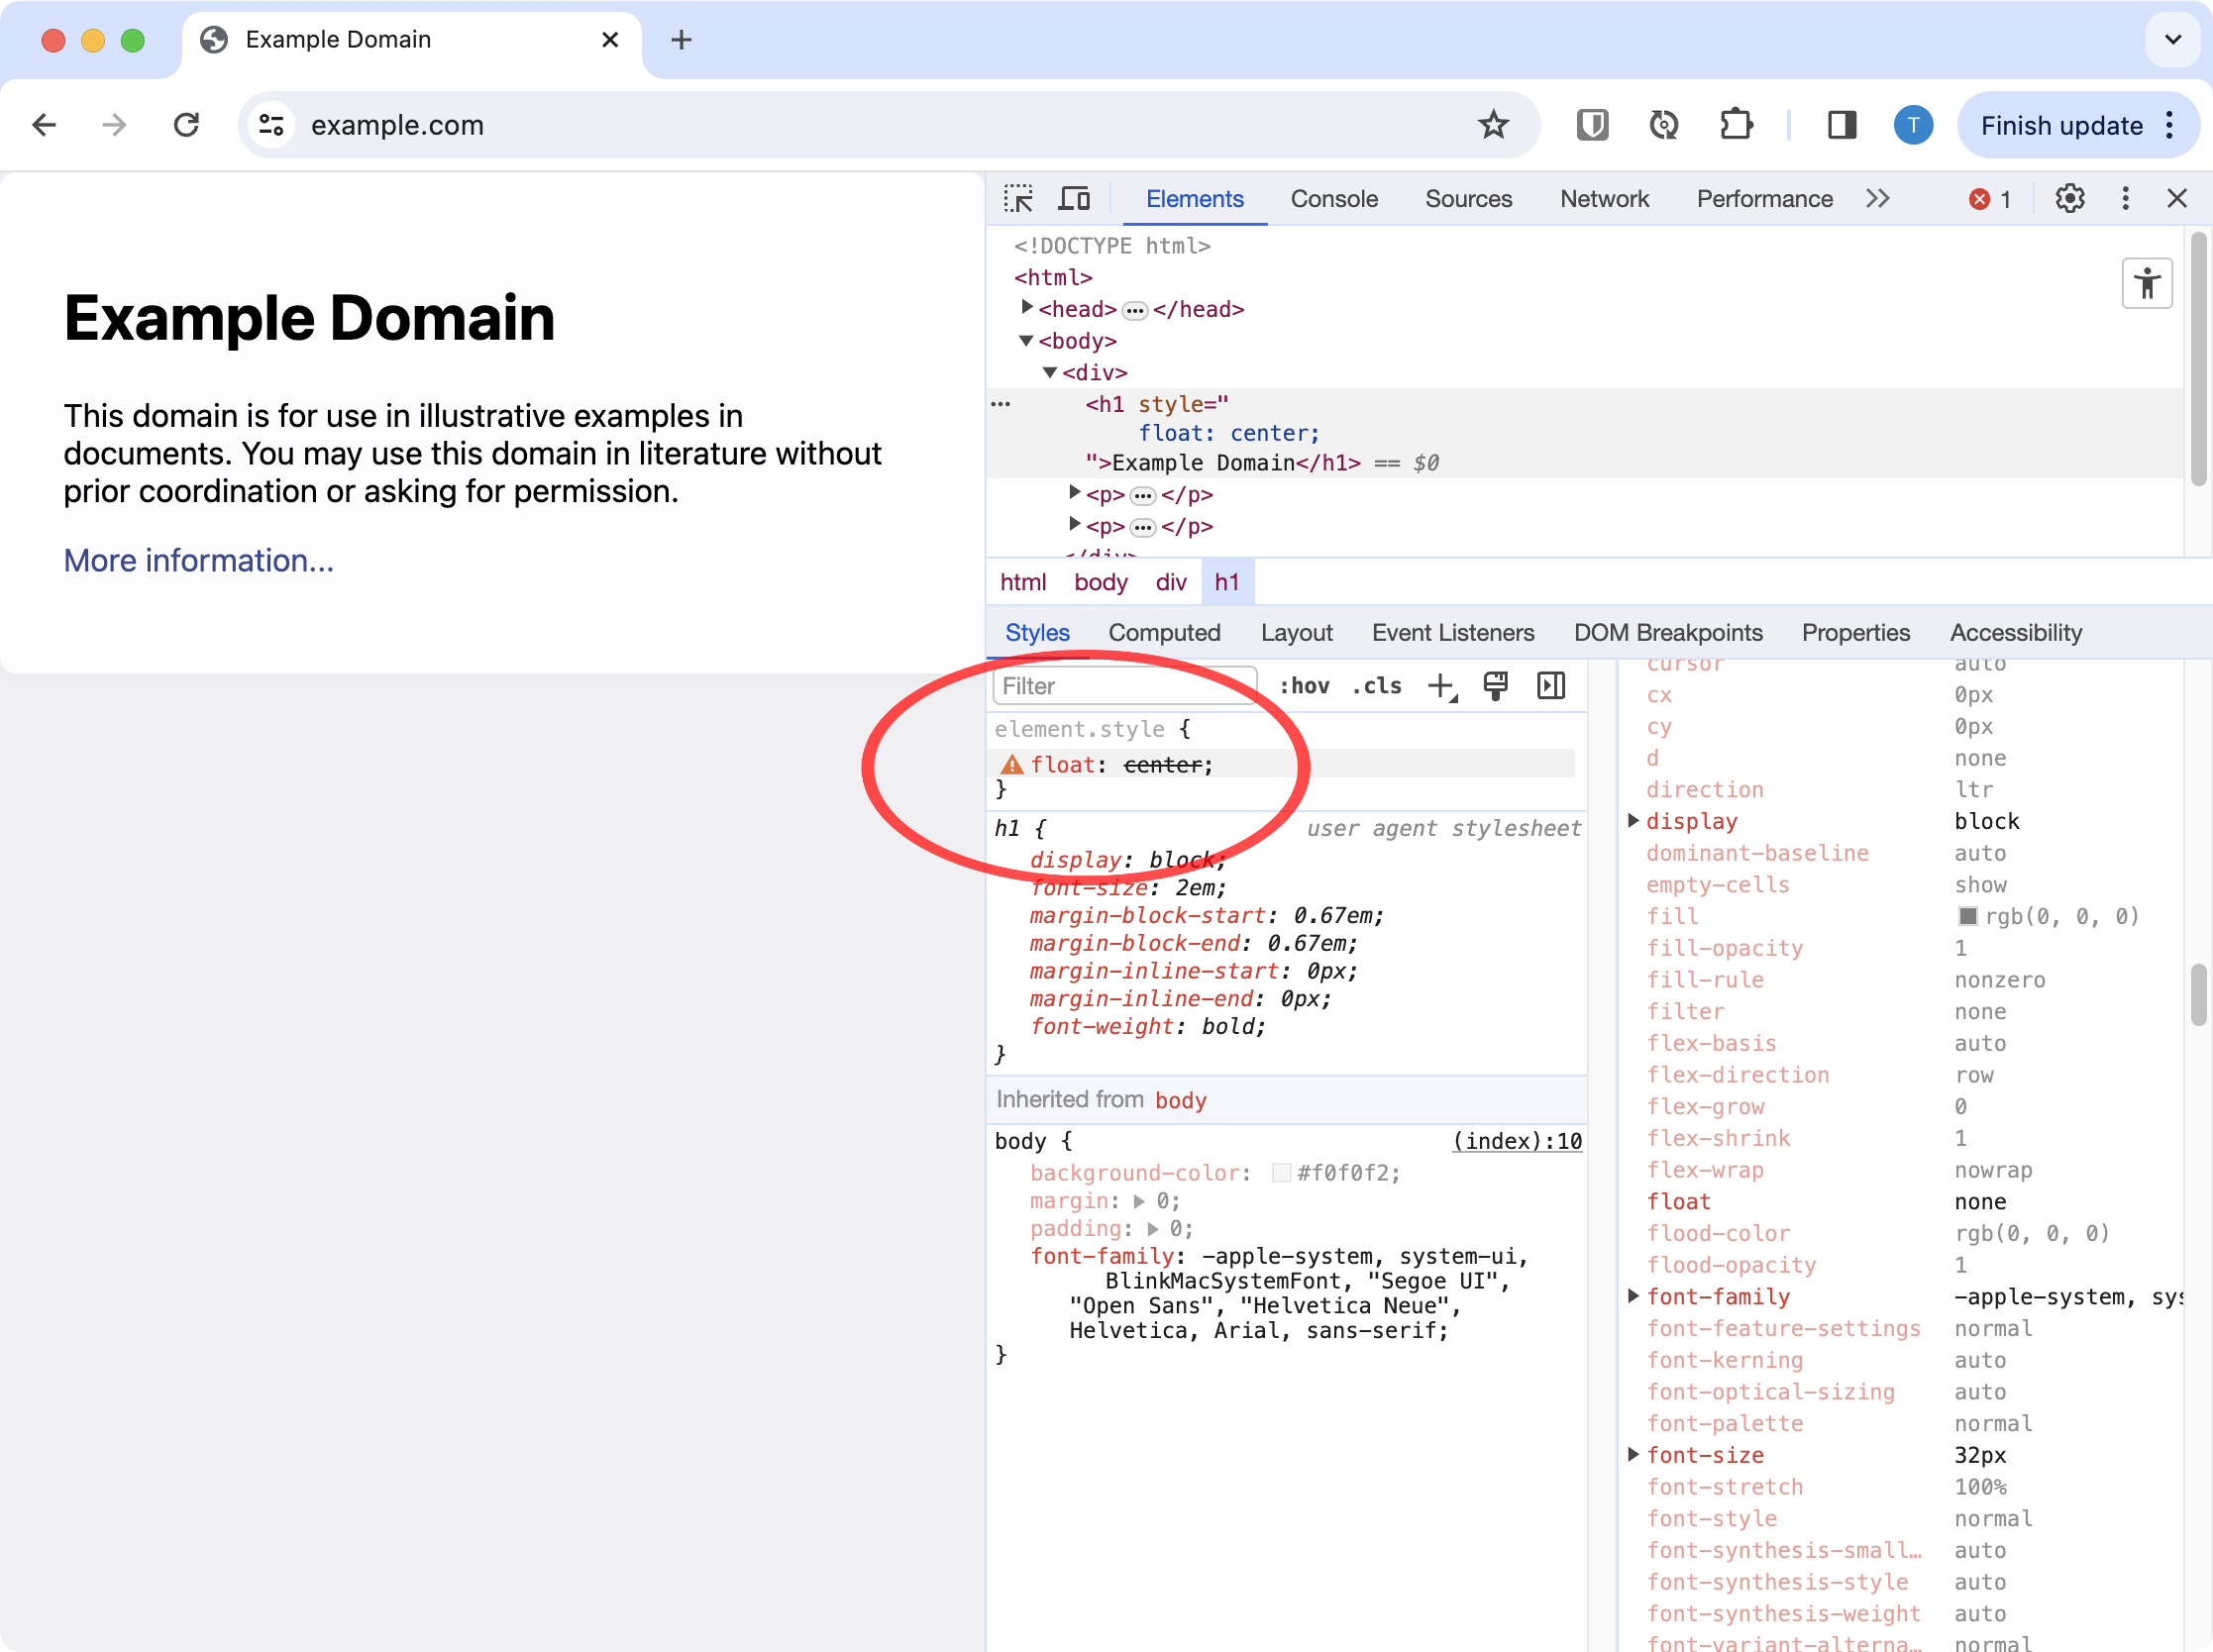 Example Domain
example.com
T
Finish update
Example Domain
This domain is for use in illustrative examples in
documents. You may use this domain in literature without
prior coordination or asking for permission.
More information...
Elements Console Sources Network Performance 1
<!DOCTYPE html>
<html>
<head>…</head>
<body>
<div>
<h1 style="
float: center;
">Example Domain</h1> == $0
<p>…</p>
<p>…</p>
</div>
html body div h1
Styles Computed Layout Event Listeners DOM Breakpoints Properties Accessibility
Filter :hov .cls
element.style {
float: center;
}
h1 { user agent stylesheet
display: block;
font-size: 2em;
margin-block-start: 0.67em;
margin-block-end: 0.67em;
margin-inline-start: 0px;
margin-inline-end: 0px;
font-weight: bold;
}
Inherited from body
body { (index):10
background-color: #f0f0f2;
margin: 0;
padding: 0;
font-family: -apple-system, system-ui,
BlinkMacSystemFont, "Segoe UI",
"Open Sans", "Helvetica Neue",
Helvetica, Arial, sans-serif;
}
cursor auto
cx 0px
cy 0px
d none
direction ltr
display block
dominant-baseline auto
empty-cells show
fill rgb(0, 0, 0)
fill-opacity 1
fill-rule nonzero
filter none
flex-basis auto
flex-direction row
flex-grow 0
flex-shrink 1
flex-wrap nowrap
float none
flood-color rgb(0, 0, 0)
flood-opacity 1
font-family -apple-system, sys
font-feature-settings normal
font-kerning auto
font-optical-sizing auto
font-palette normal
font-size 32px
font-stretch 100%
font-style normal
font-synthesis-small… auto
font-synthesis-style auto
font-synthesis-weight auto
font-variant-alterna… normal